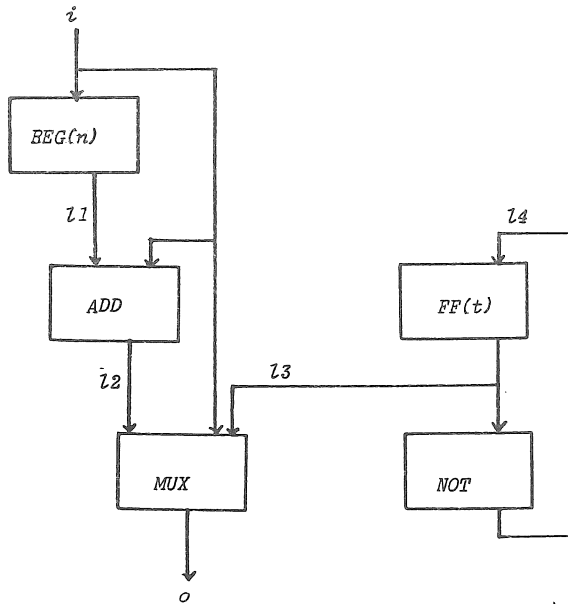 i
REG(n)
l1
l4
ADD
FF(t)
l2
l3
MUX
NOT
o